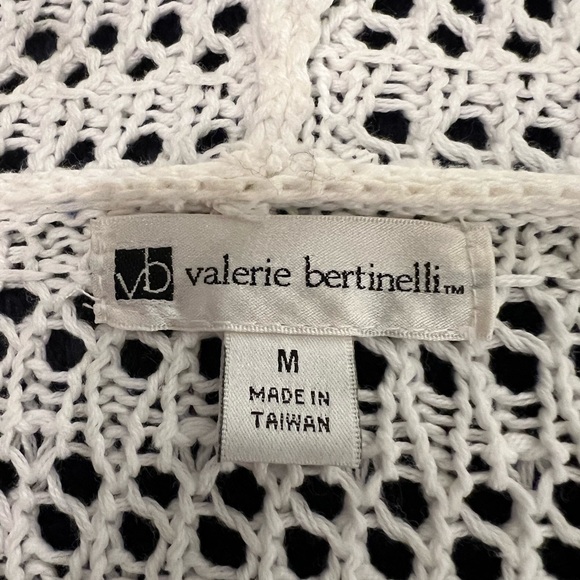 vb valerie bertinelli™
M
MADE IN
TAIWAN